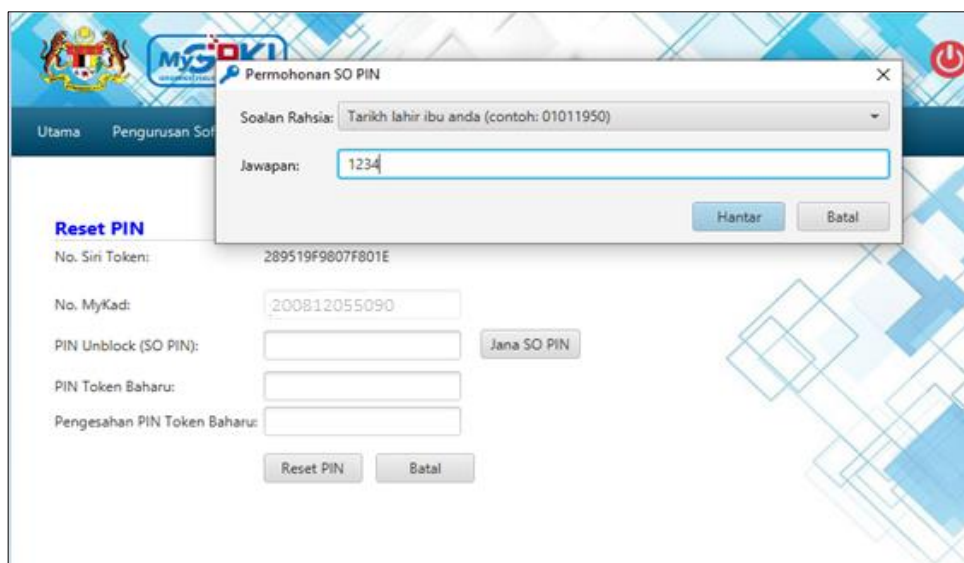 MyGPKI
Permohonan SO PIN
Soalan Rahsia: Tarikh lahir ibu anda (contoh: 01011950)
Jawapan: 1234
Hantar Batal
Utama Pengurusan Sof
Reset PIN
No. Siri Token: 289519F9807F801E
No. MyKad: 200812055090
PIN Unblock (SO PIN): Jana SO PIN
PIN Token Baharu:
Pengesahan PIN Token Baharu:
Reset PIN Batal